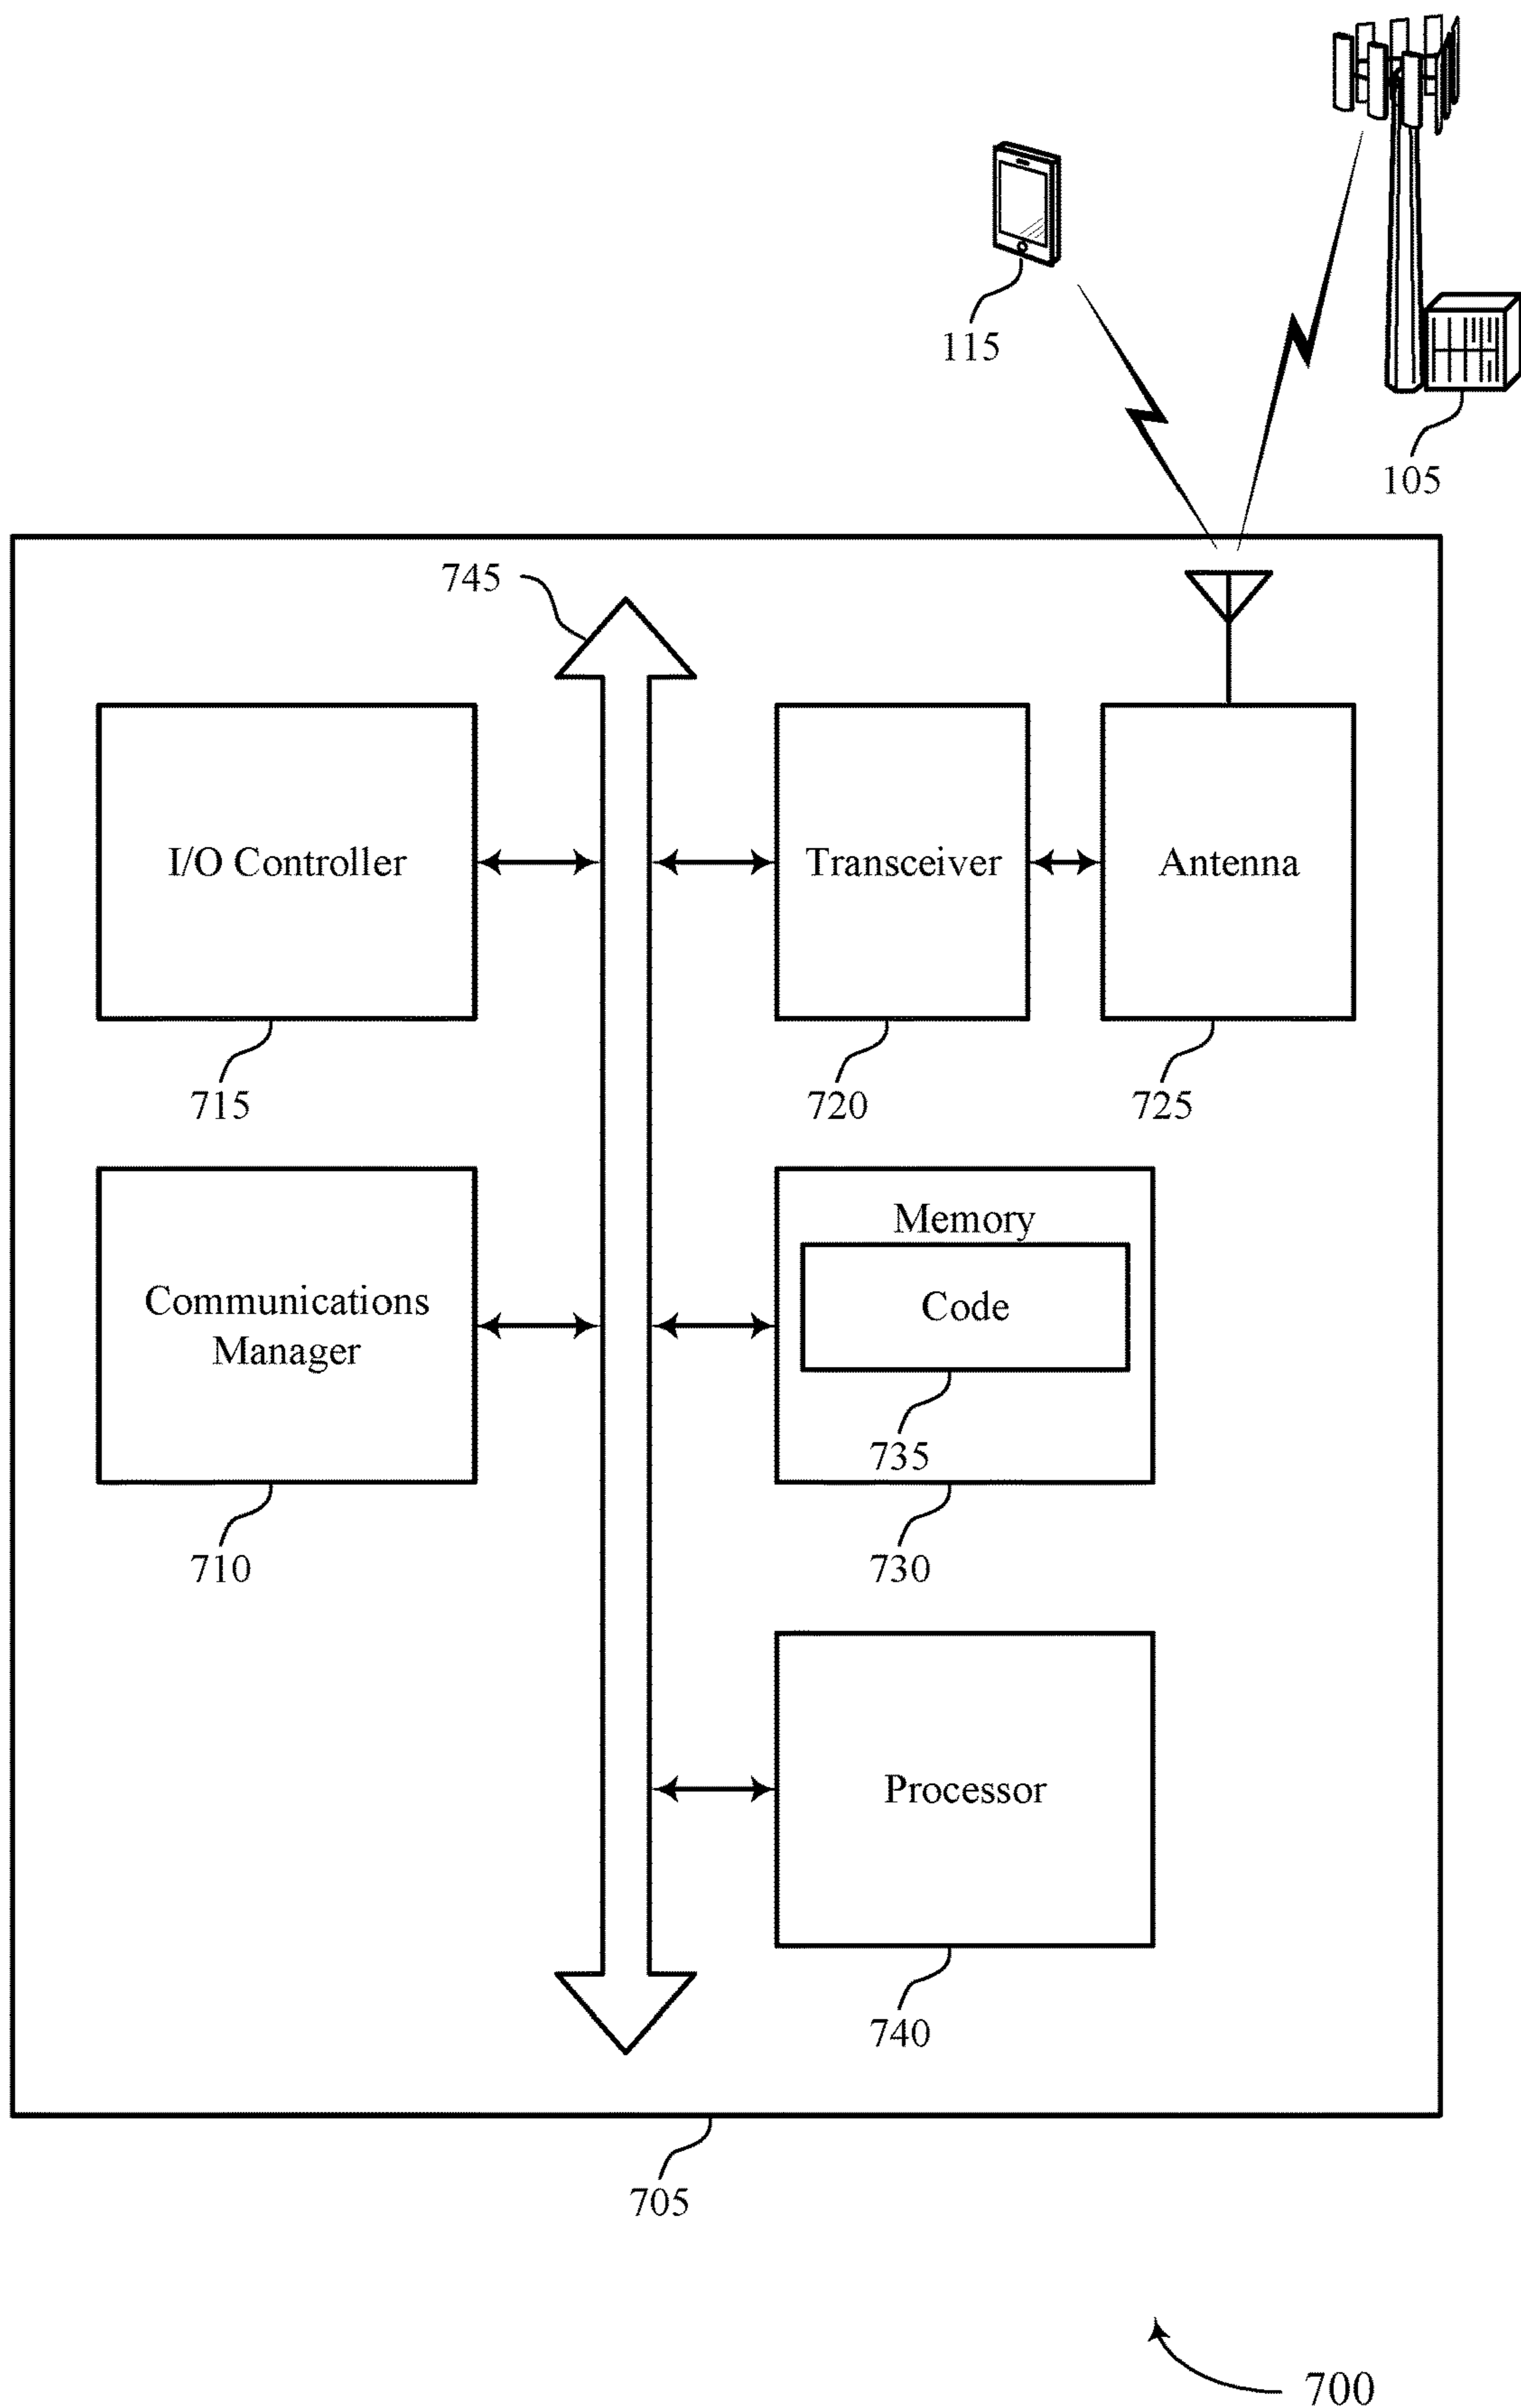 115
105
745
I/O Controller
Transceiver
Antenna
715
720
725
Communications
Manager
Memory
Code
735
710
730
Processor
740
705
700